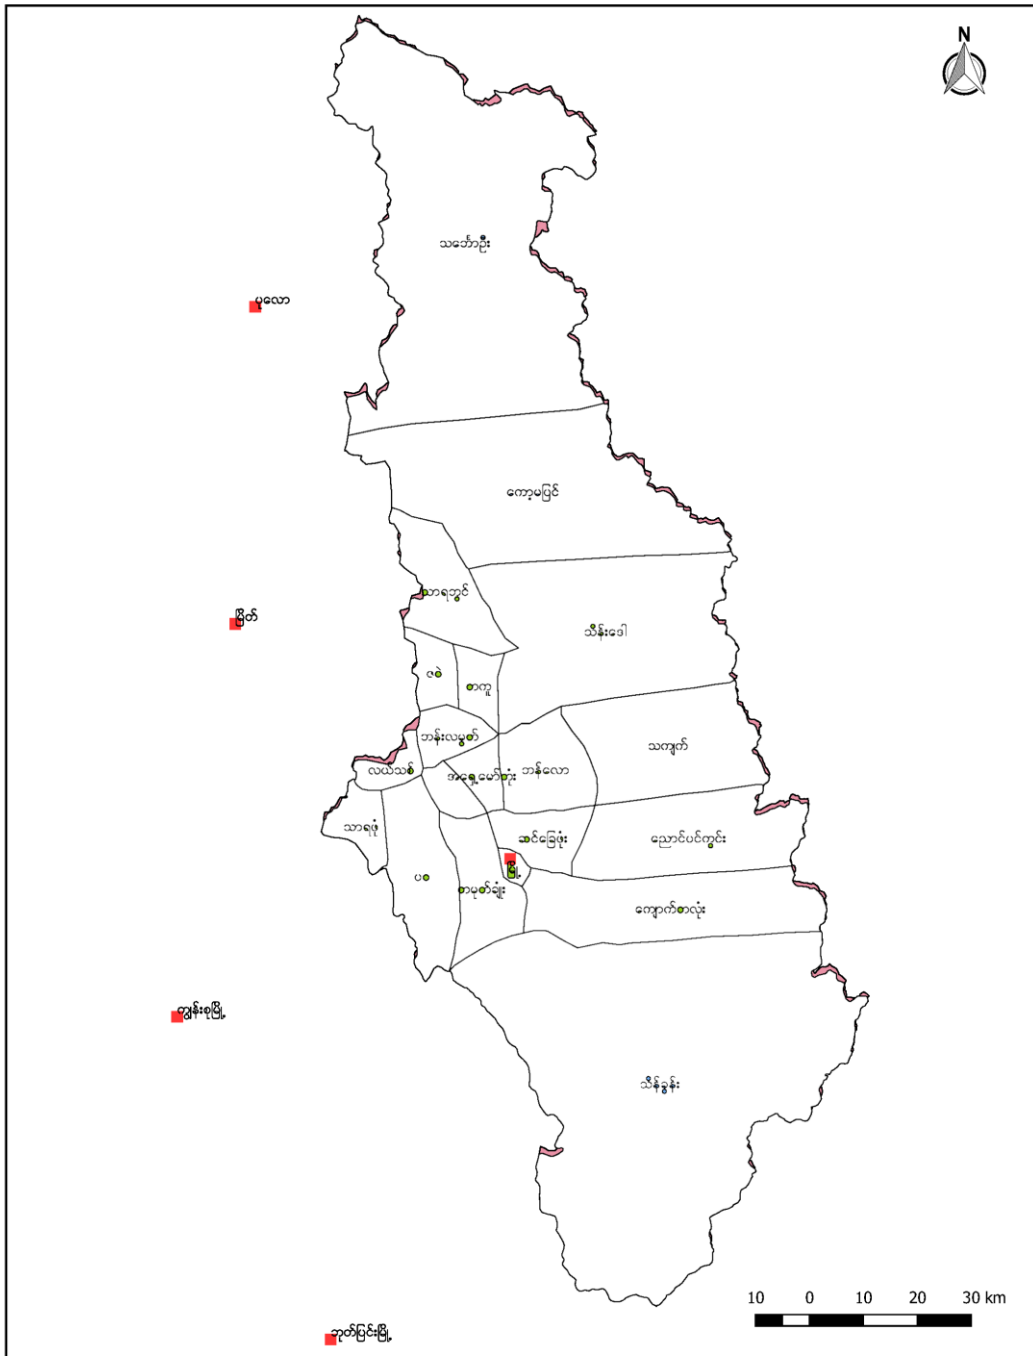 N
သင်္ဘောဦး
ပုလော
ကော့မပြင်
သာရဘွင်
မြိတ်
သိန်းဒေါ
ဇလဲ
တကူ
ဘန်းလမွတ်
သကျက်
လယ်သစ်
အရှေ့မော်တုံး
ဘန်လော
သာရဖုံ
ဆင်ခြေဖုံး
ညောင်ပင်ကွင်း
မြို့
ပဝ
တမုတ်ချုံး
ကျောက်တလုံး
ကျွန်းစုမြို့
သိန်ခွန်း
10 0 10 20 30 km
ဘုတ်ပြင်းမြို့